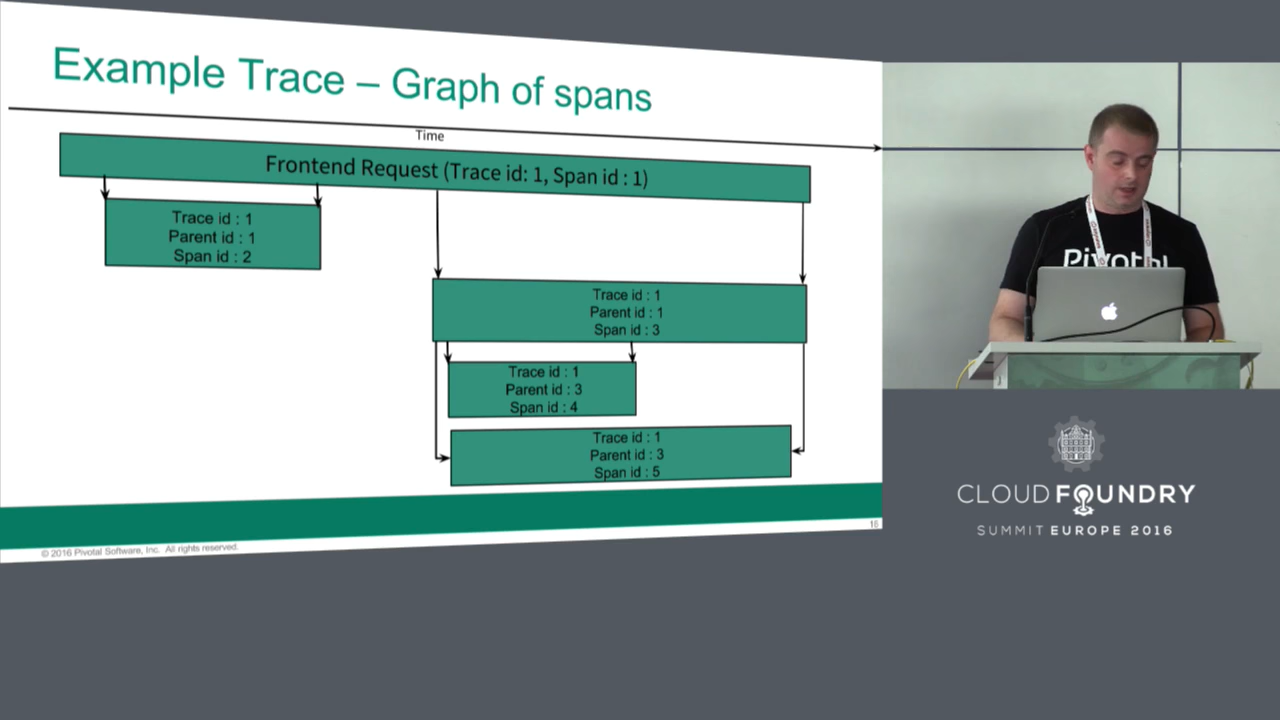 Example Trace – Graph of spans
Time
Frontend Request (Trace id: 1, Span id : 1)
Trace id : 1
Parent id : 1
Span id : 2
Trace id : 1
Parent id : 1
Span id : 3
Trace id : 1
Parent id : 3
Span id : 4
Trace id : 1
Parent id : 3
Span id : 5
16
© 2016 Pivotal Software, Inc. All rights reserved.
Pivotal
CLOUD FOUNDRY
SUMMIT EUROPE 2016